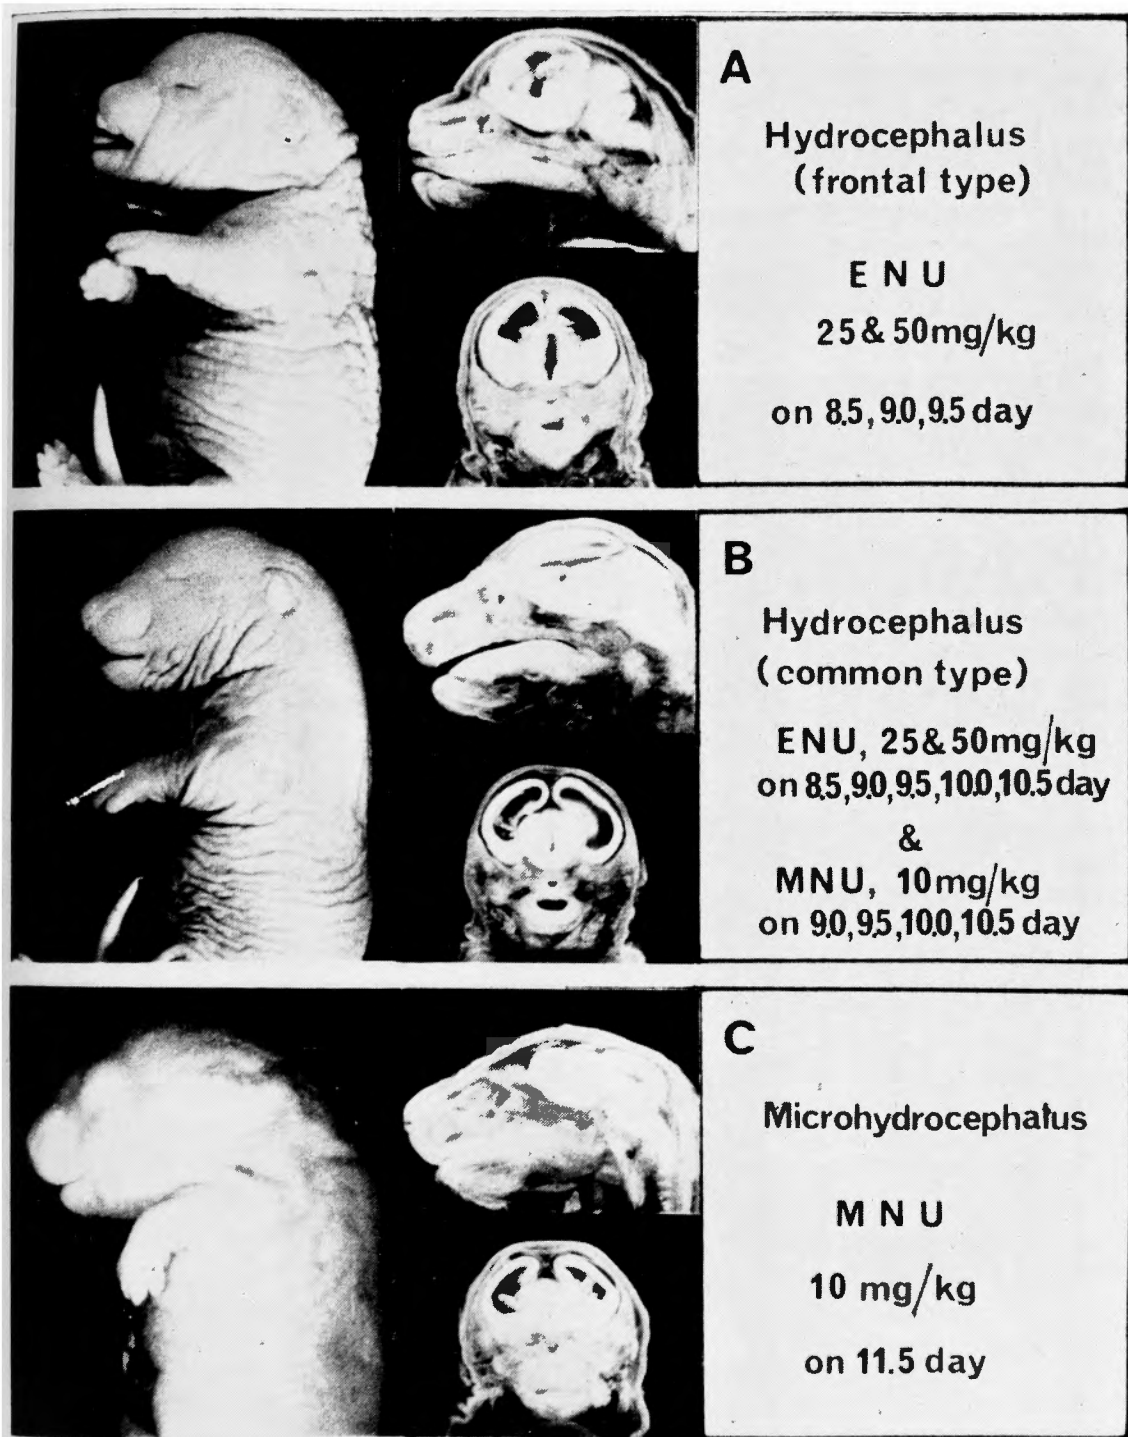 A
Hydrocephalus
(frontal type)
E N U
25 & 50mg/kg
on 8.5, 9.0, 9.5 day
B
Hydrocephalus
(common type)
ENU, 25&50mg/kg
on 8.5,9.0,9.5,10.0,10.5 day
&
MNU, 10mg/kg
on 9.0,9.5,10.0,10.5 day
C
Microhydrocephalus
M N U
10 mg/kg
on 11.5 day